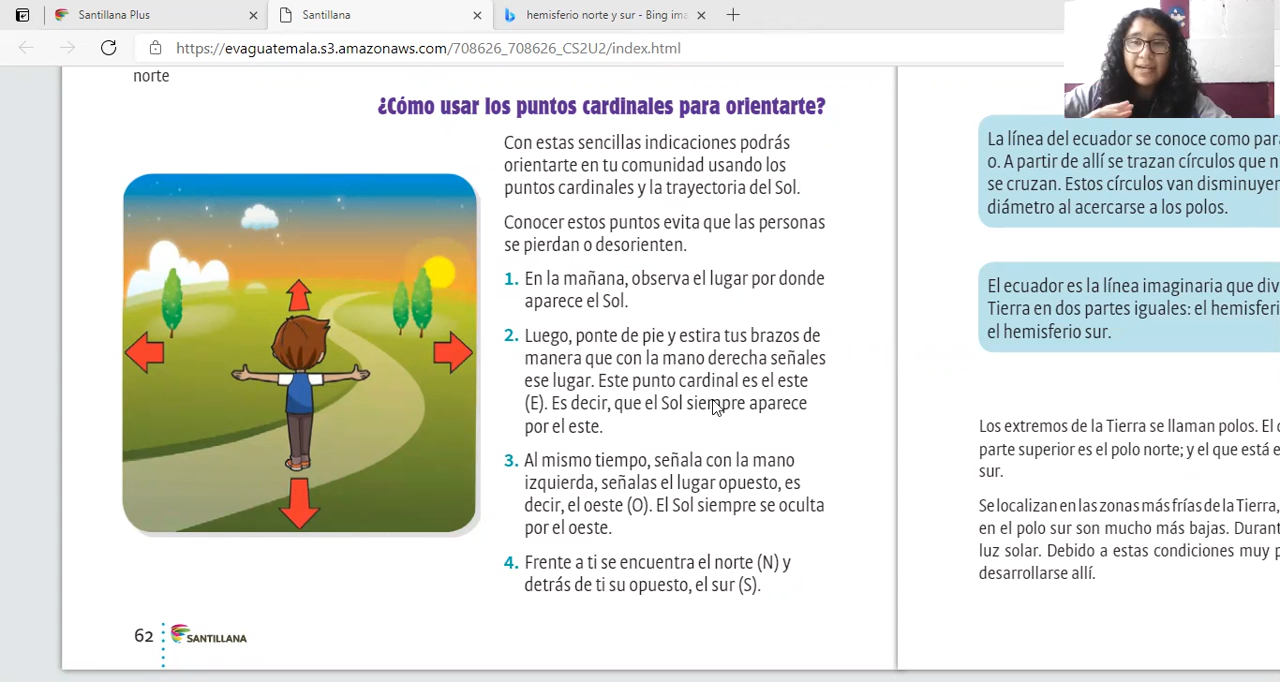 Santillana Plus
Santillana
hemisferio norte y sur - Bing ima
https://evaguatemala.s3.amazonaws.com/708626_708626_CS2U2/index.html
norte
¿Cómo usar los puntos cardinales para orientarte?
Con estas sencillas indicaciones podrás
orientarte en tu comunidad usando los
puntos cardinales y la trayectoria del Sol.
Conocer estos puntos evita que las personas
se pierdan o desorienten.
1. En la mañana, observa el lugar por donde
aparece el Sol.
2. Luego, ponte de pie y estira tus brazos de
manera que con la mano derecha señales
ese lugar. Este punto cardinal es el este
(E). Es decir, que el Sol siempre aparece
por el este.
3. Al mismo tiempo, señala con la mano
izquierda, señalas el lugar opuesto, es
decir, el oeste (O). El Sol siempre se oculta
por el oeste.
4. Frente a ti se encuentra el norte (N) y
detrás de ti su opuesto, el sur (S).
62
SANTILLANA
La línea del ecuador se conoce como par
o. A partir de allí se trazan círculos que n
se cruzan. Estos círculos van disminuye
diámetro al acercarse a los polos.
El ecuador es la línea imaginaria que div
Tierra en dos partes iguales: el hemisferi
el hemisferio sur.
Los extremos de la Tierra se llaman polos. El
parte superior es el polo norte; y el que está e
sur.
Se localizan en las zonas más frías de la Tierra,
en el polo sur son mucho más bajas. Duran
luz solar. Debido a estas condiciones muy
desarrollarse allí.